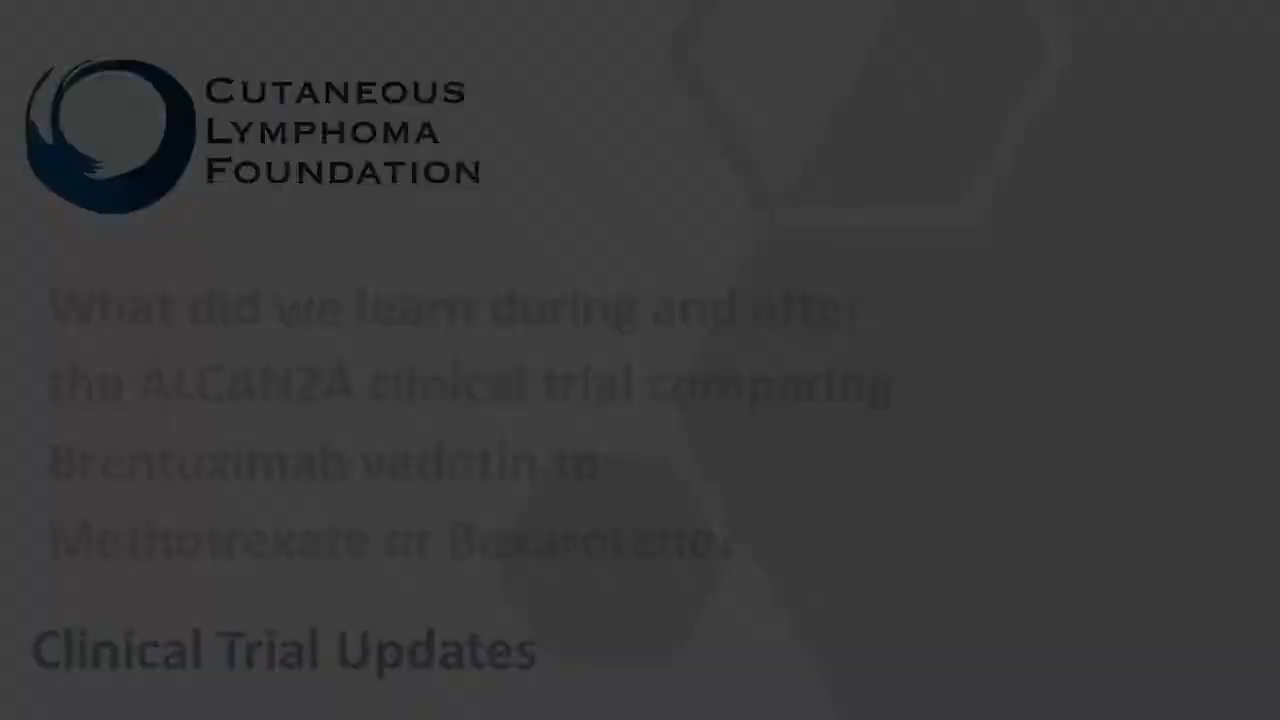 CUTANEOUS
LYMPHOMA
FOUNDATION
What did we learn during and after
the ALCANZA clinical trial comparing
Brentuximab vedotin to
Methotrexate or Bexarotene?
Clinical Trial Updates